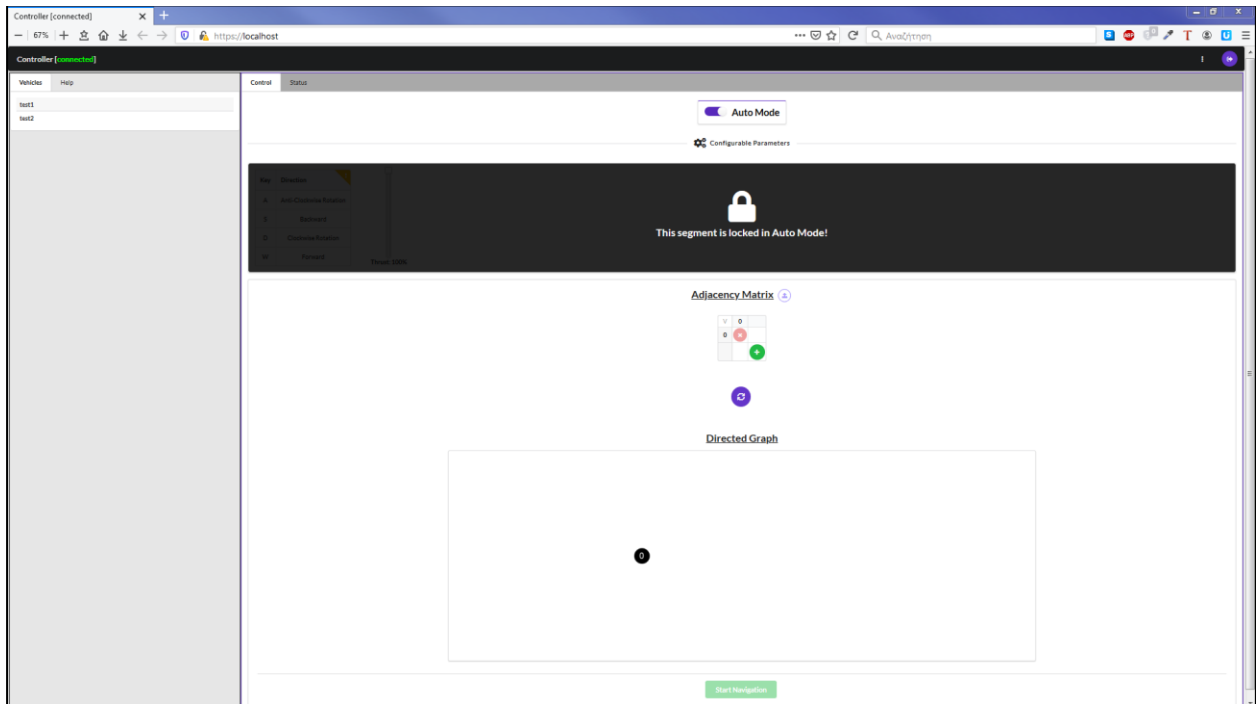 Controller [connected]
67%
https://localhost
Αναζήτηση
Controller [connected]
Vehicles Help
Control Status
test1
test2
Auto Mode
Configurable Parameters
Key Direction
A Anti-Clockwise Rotation
S Backward
D Clockwise Rotation
W Forward
Power: 100%
This segment is locked in Auto Mode!
Adjacency Matrix
V 0
0
Directed Graph
0
Start Navigation